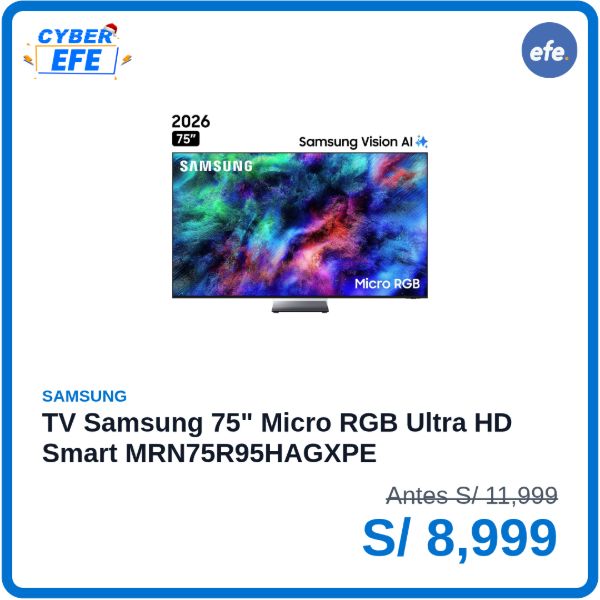 CYBER
EFE
efe.
2026
75"
Samsung Vision AI
SAMSUNG
Micro RGB
SAMSUNG
TV Samsung 75" Micro RGB Ultra HD
Smart MRN75R95HAGXPE
Antes S/ 11,999
S/ 8,999